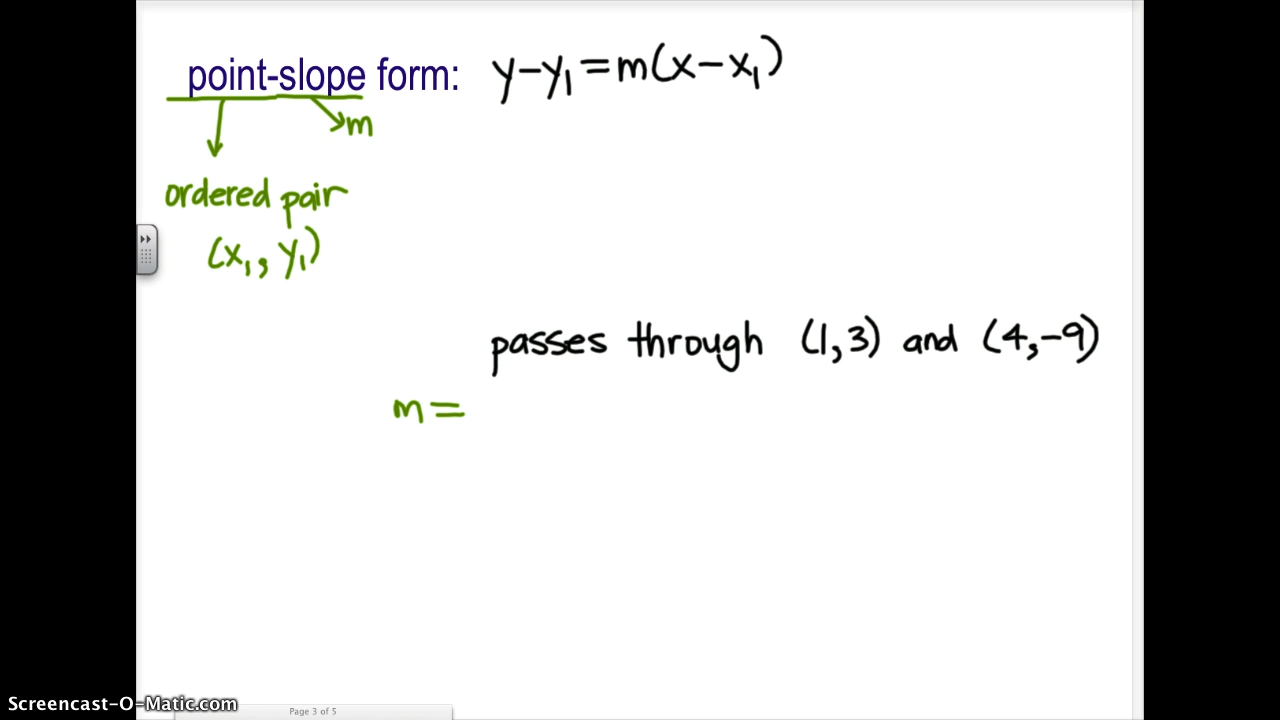 point-slope form: y-y₁=m(x-x₁)
m
ordered pair
(x₁, y₁)
passes through (1,3) and (4,-9)
m=
Screencast-O-Matic.com
Page 3 of 5